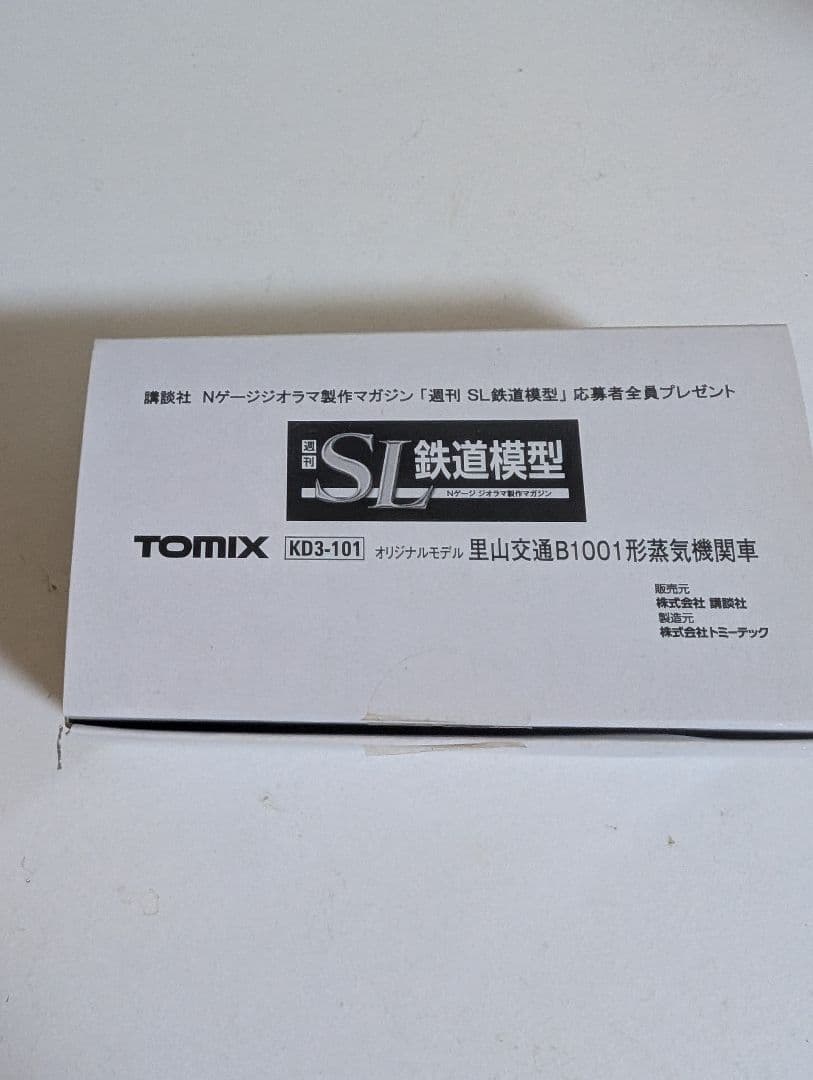 講談社 Nゲージジオラマ製作マガジン「週刊 SL鉄道模型」応募者全員プレゼント
週刊 SL 鉄道模型
Nゲージ ジオラマ製作マガジン
TOMIX KD3-101 オリジナルモデル 里山交通B1001形蒸気機関車
販売元
株式会社 講談社
製造元
株式会社トミーテック